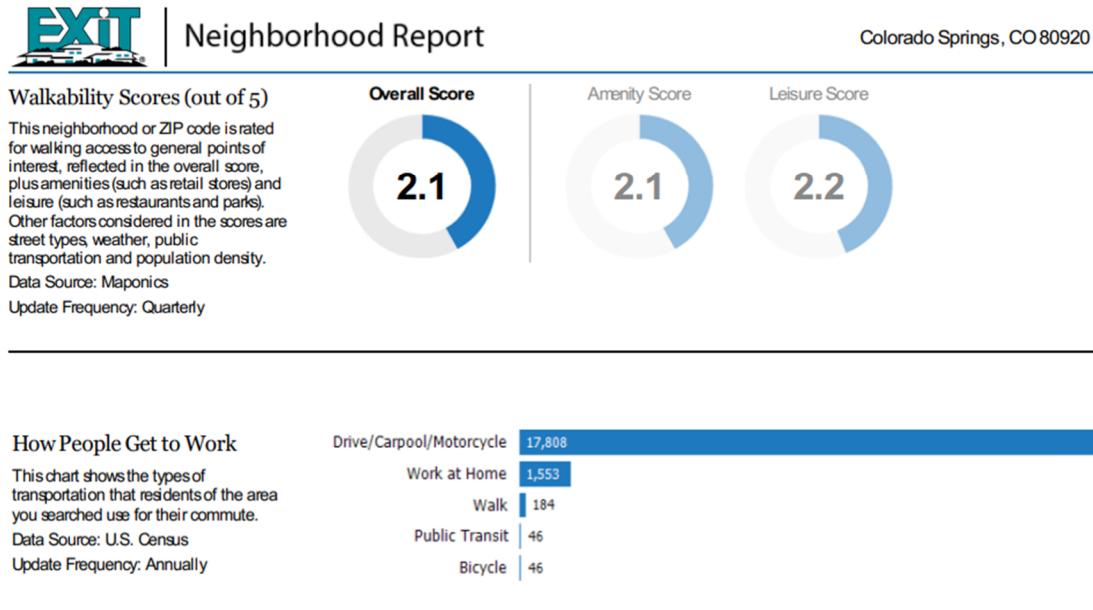 EXIT
Neighborhood Report
Colorado Springs, CO 80920
Walkability Scores (out of 5)
This neighborhood or ZIP code is rated
for walking access to general points of
interest, reflected in the overall score,
plus amenities (such as retail stores) and
leisure (such as restaurants and parks).
Other factors considered in the scores are
street types, weather, public
transportation and population density.
Data Source: Maponics
Update Frequency: Quarterly
Overall Score
2.1
Amenity Score
2.1
Leisure Score
2.2
How People Get to Work
This chart shows the types of
transportation that residents of the area
you searched use for their commute.
Data Source: U.S. Census
Update Frequency: Annually
Drive/Carpool/Motorcycle 17,808
Work at Home 1,553
Walk 184
Public Transit 46
Bicycle 46